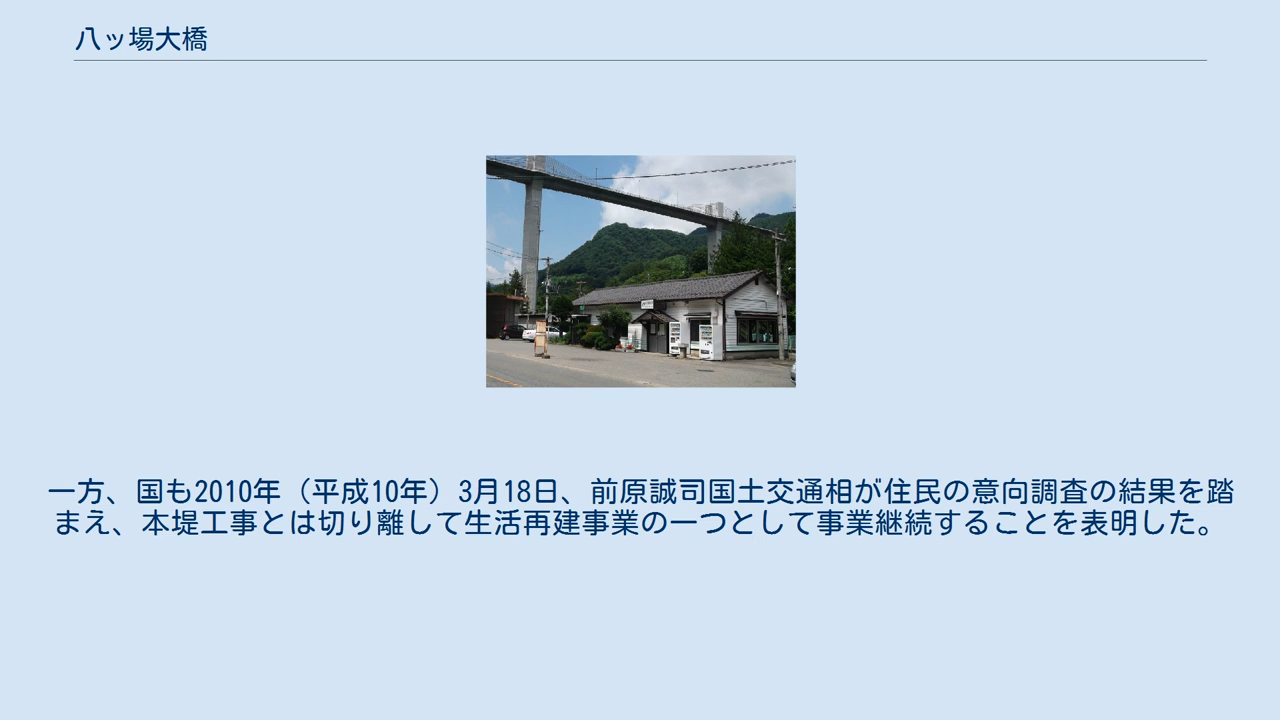 八ッ場大橋
一方、国も2010年（平成10年）3月18日、前原誠司国土交通相が住民の意向調査の結果を踏
まえ、本堤工事とは切り離して生活再建事業の一つとして事業継続することを表明した。